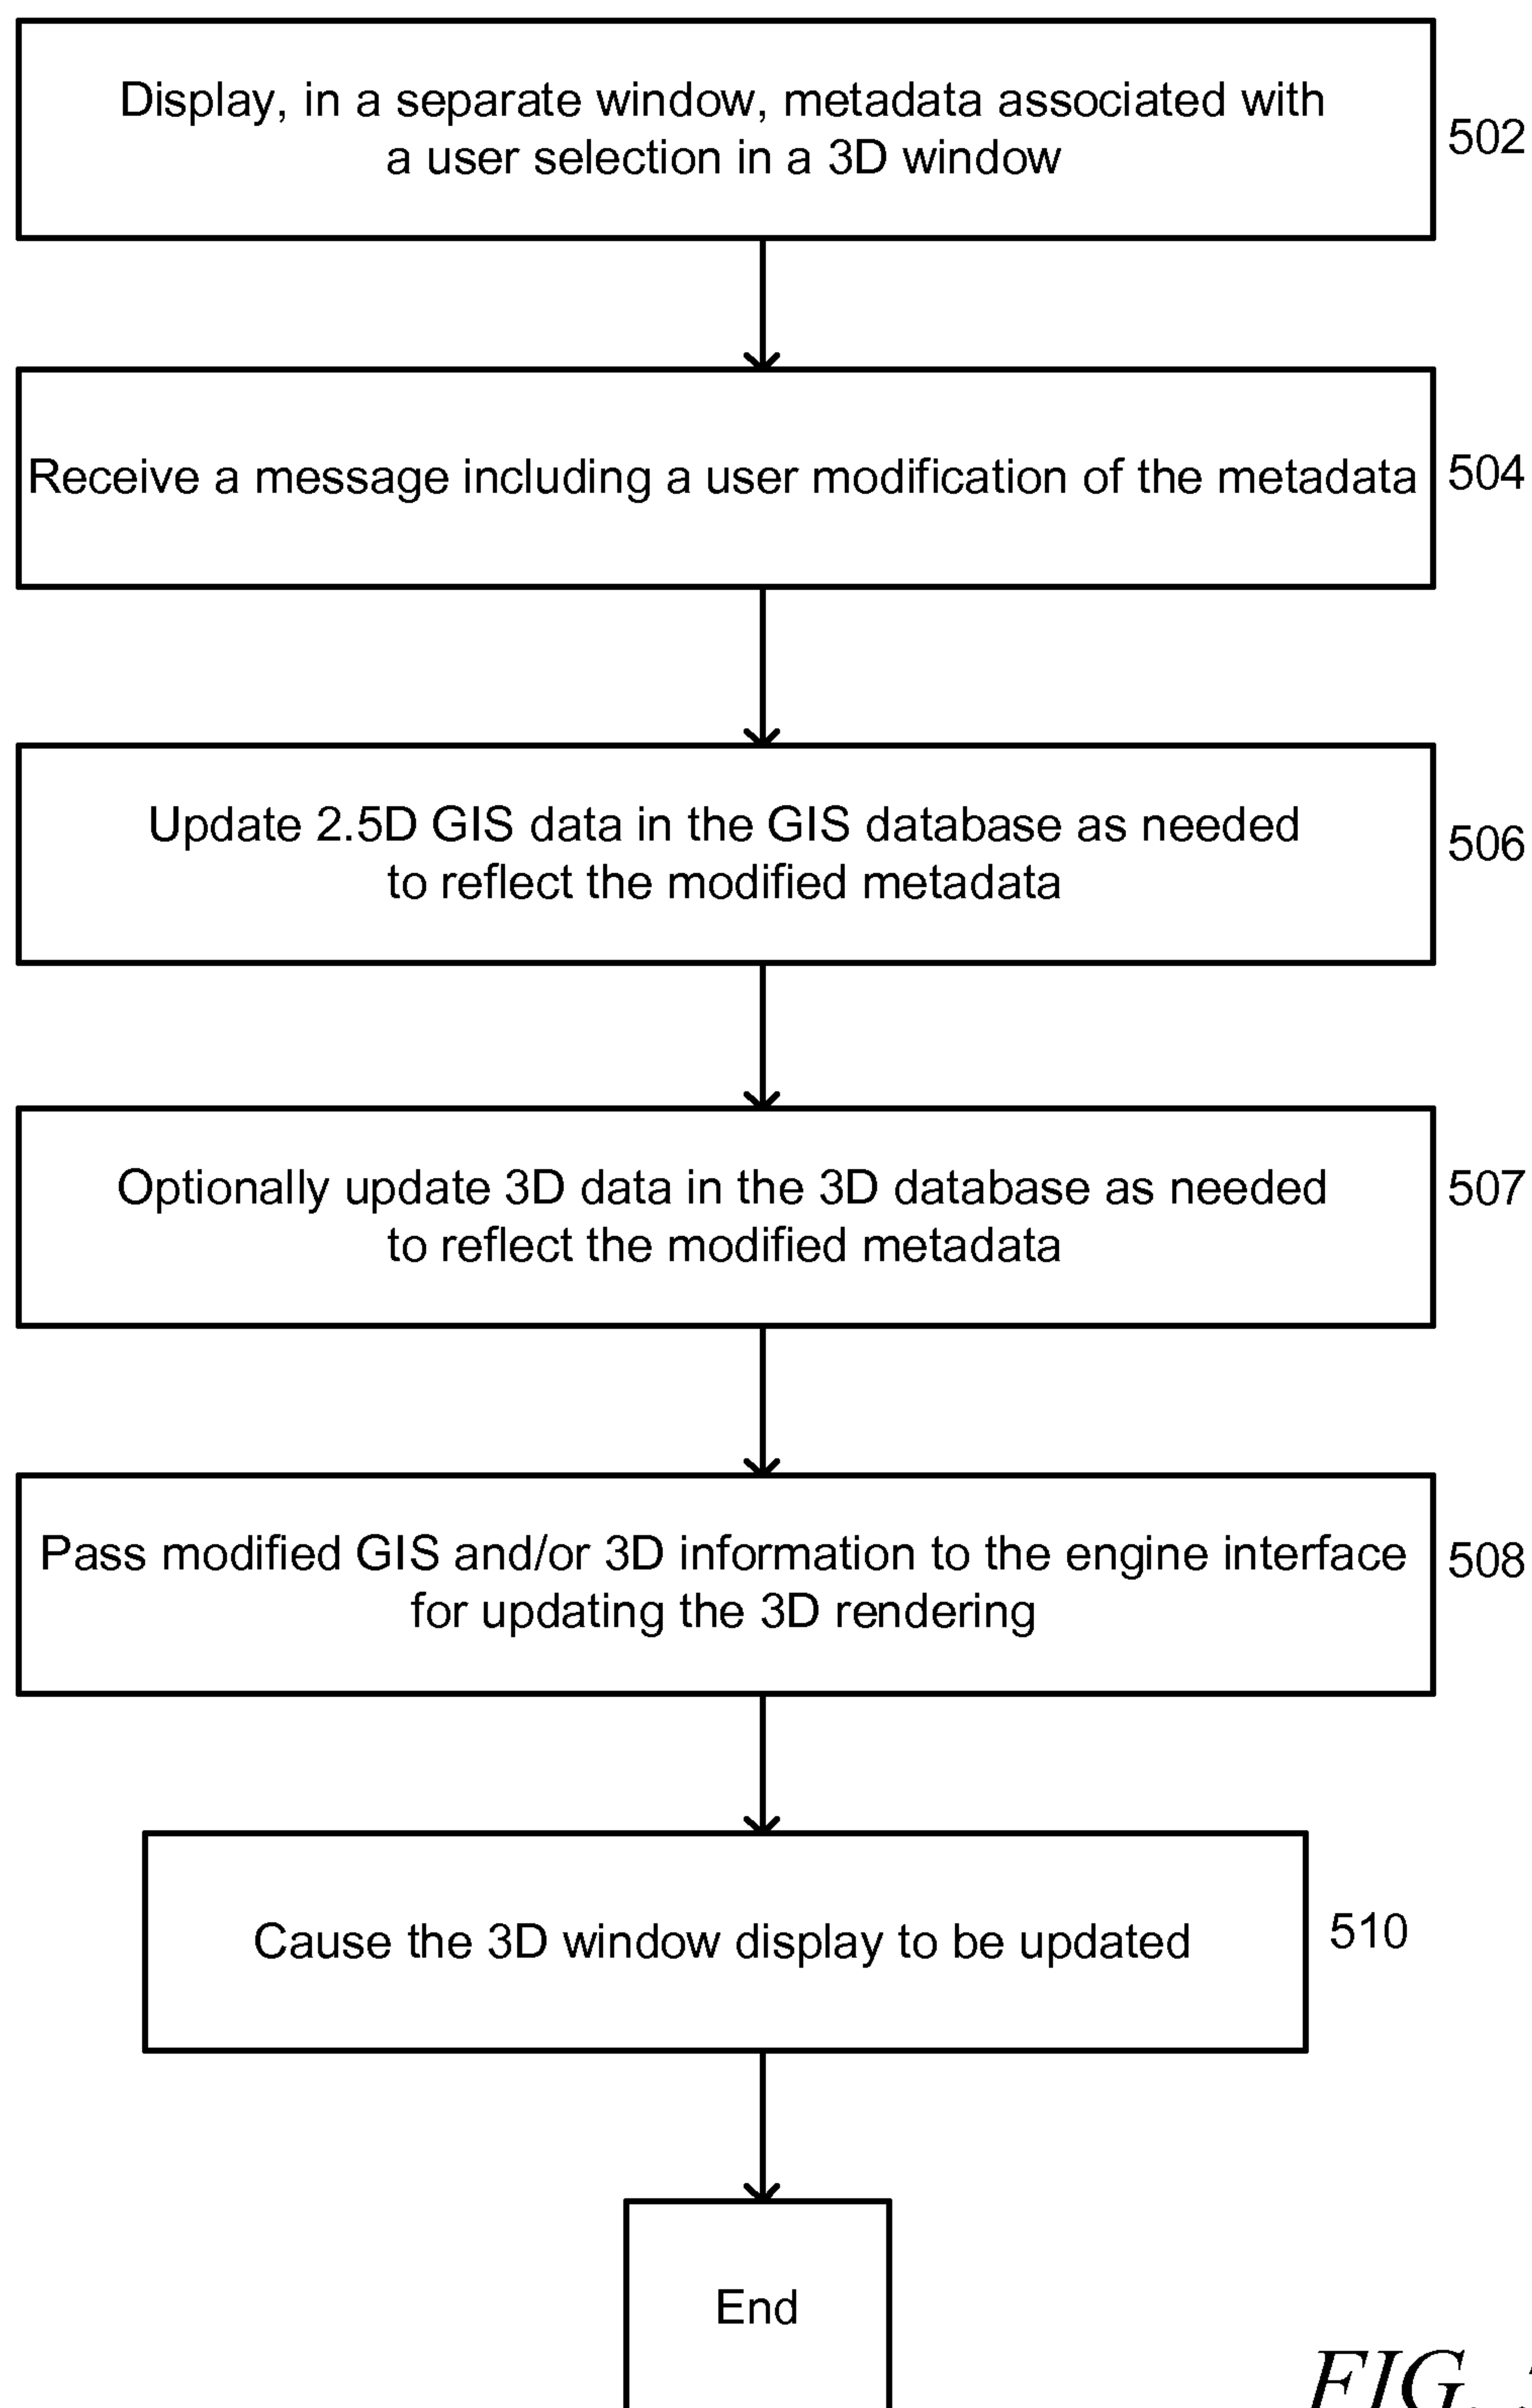 Display, in a separate window, metadata associated with
a user selection in a 3D window
502
Receive a message including a user modification of the metadata
504
Update 2.5D GIS data in the GIS database as needed
to reflect the modified metadata
506
Optionally update 3D data in the 3D database as needed
to reflect the modified metadata
507
Pass modified GIS and/or 3D information to the engine interface
for updating the 3D rendering
508
Cause the 3D window display to be updated
510
End
FIG.